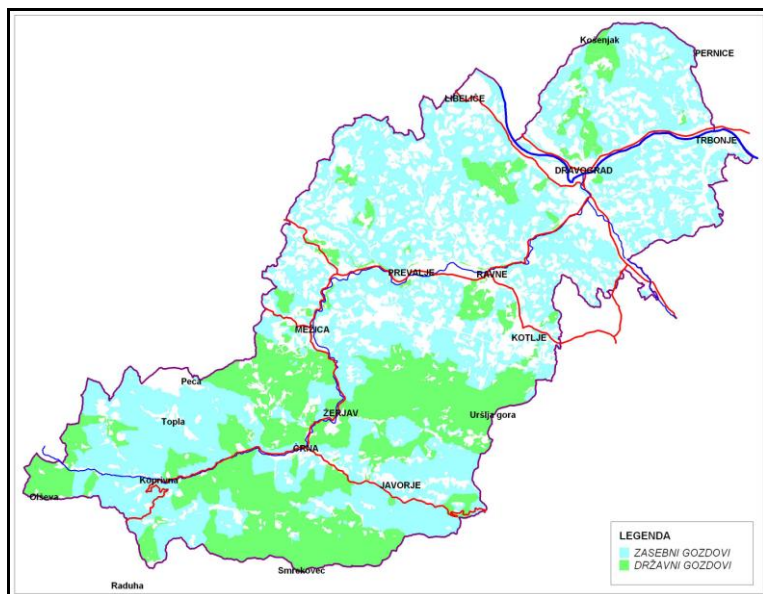 Košenjak
PERNICE
LIBELIČE
TRBONJE
DRAVOGRAD
PREVALJE
RAVNE
MEŽICA
KOTLJE
Peca
ŽERJAV
Uršlja gora
Topla
ČRNA
Koprivna
JAVORJE
Olševa
Smrekovec
Raduha
LEGENDA
ZASEBNI GOZDOVI
DRŽAVNI GOZDOVI